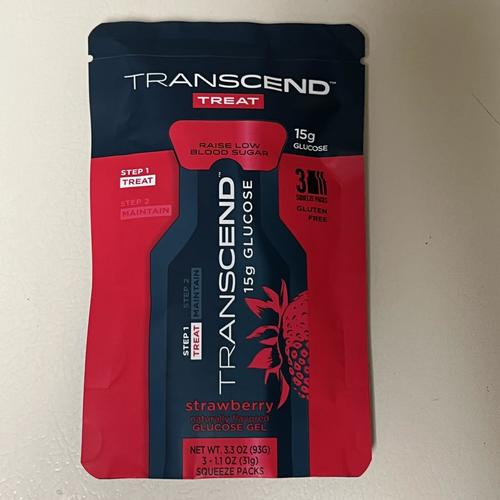 TRANSCEND™
TREAT
RAISE LOW
BLOOD SUGAR
15g
GLUCOSE
STEP 1
TREAT
STEP 2
MAINTAIN
3
SQUEEZE PACKS
GLUTEN
FREE
STEP 1
TREAT
STEP 2
MAINTAIN
TRANSCEND™
15g GLUCOSE
strawberry
naturally flavored
GLUCOSE GEL
NET WT. 3.3 OZ (93G)
3 - 1.1 OZ (31g)
SQUEEZE PACKS